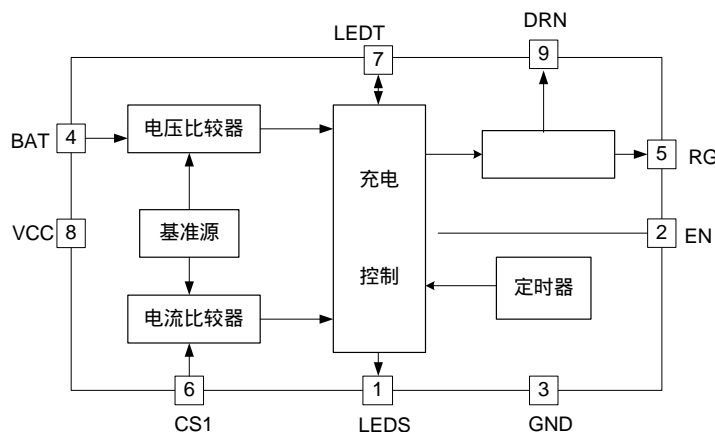 DRN
LEDT
7
9
电压比较器
BAT
4
5
RG
充电
VCC
8
基准源
2
EN
控制
定时器
电流比较器
6
1
3
CS1
LEDS
GND